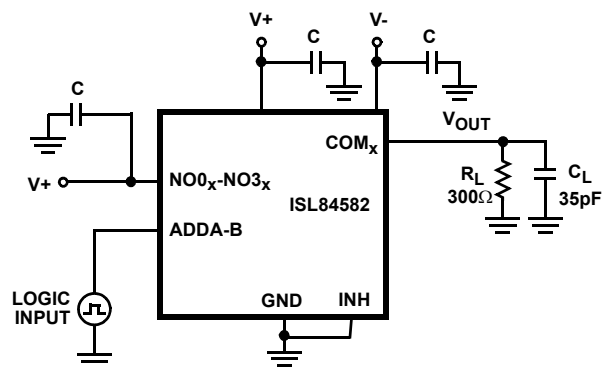 V+
V-
C
C
C
V+
NO0x-NO3x
ADDA-B
COMx
VOUT
ISL84582
RL
300Ω
CL
35pF
LOGIC
INPUT
GND
INH